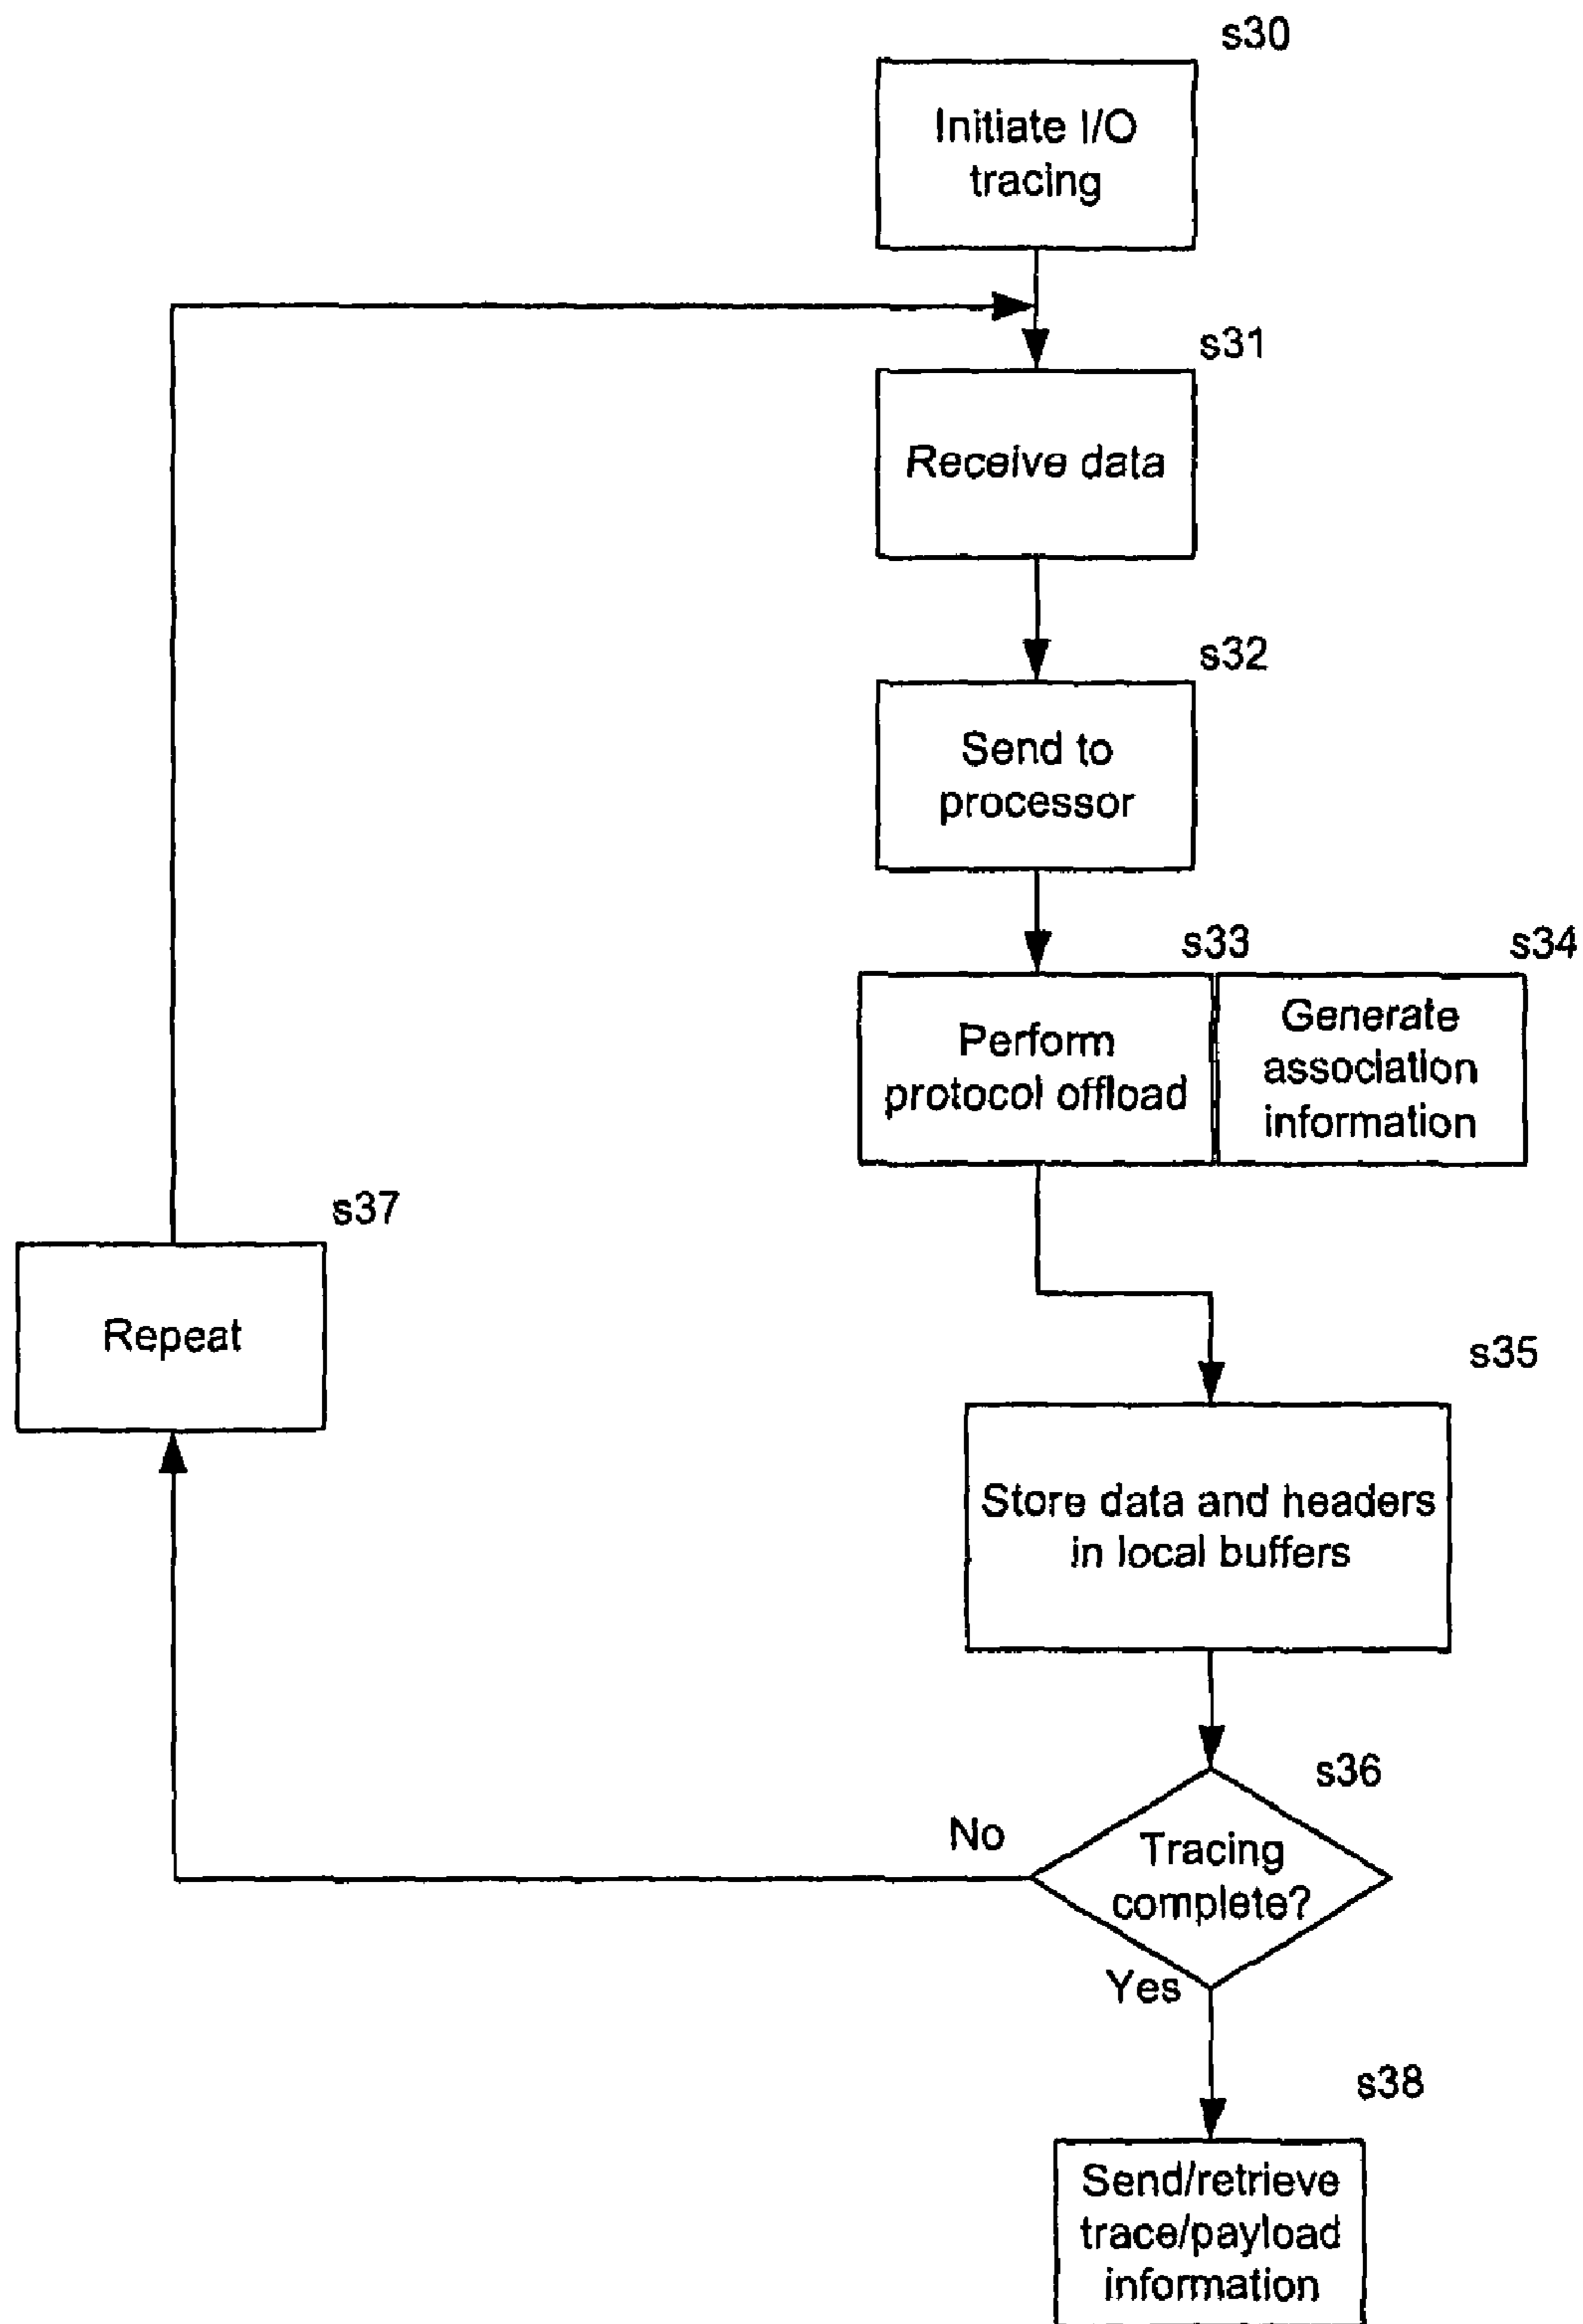 s30
Initiate I/O
tracing
s31
Receive data
s32
Send to
processor
s33
Perform
protocol offload
s34
Generate
association
information
s37
Repeat
s35
Store data and headers
in local buffers
s36
Tracing
complete?
No
Yes
s38
Send/retrieve
trace/payload
information